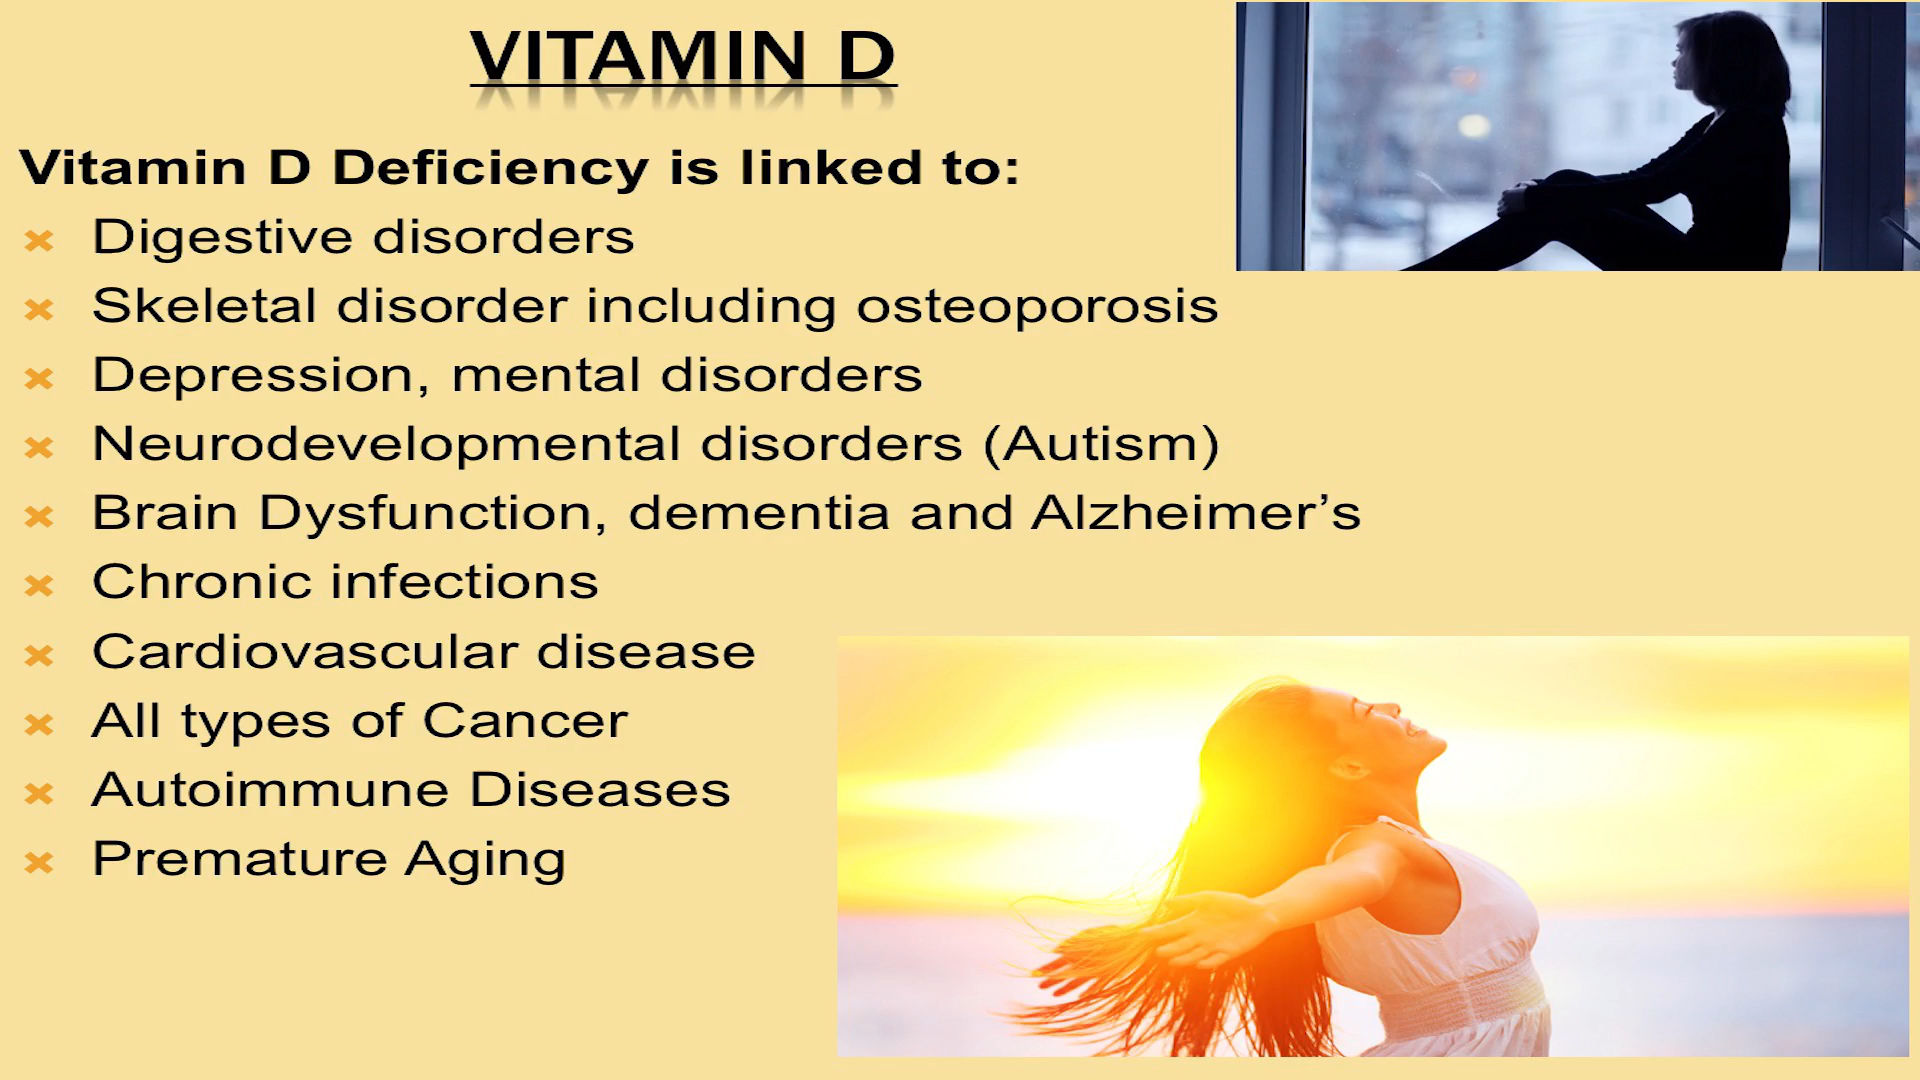 VITAMIN D
Vitamin D Deficiency is linked to:
Digestive disorders
Skeletal disorder including osteoporosis
Depression, mental disorders
Neurodevelopmental disorders (Autism)
Brain Dysfunction, dementia and Alzheimer’s
Chronic infections
Cardiovascular disease
All types of Cancer
Autoimmune Diseases
Premature Aging